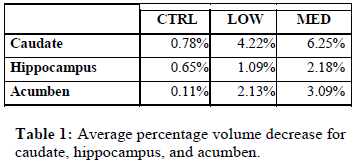 CTRL LOW MED
Caudate 0.78% 4.22% 6.25%
Hippocampus 0.65% 1.09% 2.18%
Acumben 0.11% 2.13% 3.09%
Table 1: Average percentage volume decrease for
caudate, hippocampus, and acumben.